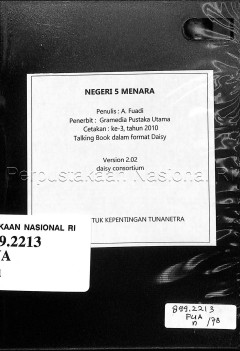 NEGERI 5 MENARA
Penulis : A. Fuadi
Penerbit : Gramedia Pustaka Utama
Cetakan : ke-3, tahun 2010
Talking Book dalam format Daisy
Perpustakaan Nasional R
Version 2.02
daisy consortium
KAAN NASIONAL RI
9.2213
/A
UNTUK KEPENTINGAN TUNANETRA
899.2213
FUA
n